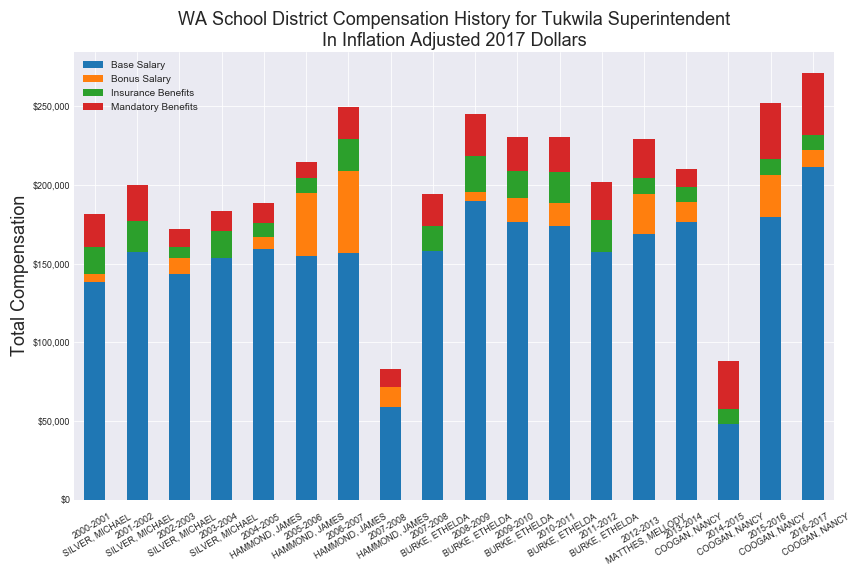 WA School District Compensation History for Tukwila Superintendent
In Inflation Adjusted 2017 Dollars
Base Salary
Bonus Salary
Insurance Benefits
Mandatory Benefits
Total Compensation
$250,000
$200,000
$150,000
$100,000
$50,000
$0
2000-2001
SILVER, MICHAEL
2001-2002
SILVER, MICHAEL
2002-2003
SILVER, MICHAEL
2003-2004
SILVER, MICHAEL
2004-2005
HAMMOND, JAMES
2005-2006
HAMMOND, JAMES
2006-2007
HAMMOND, JAMES
2007-2008
HAMMOND, JAMES
2007-2008
BURKE, ETHELDA
2008-2009
BURKE, ETHELDA
2009-2010
BURKE, ETHELDA
2010-2011
BURKE, ETHELDA
2011-2012
BURKE, ETHELDA
2012-2013
MATTHES, MELLODY
2013-2014
COOGAN, NANCY
2014-2015
COOGAN, NANCY
2015-2016
COOGAN, NANCY
2016-2017
COOGAN, NANCY